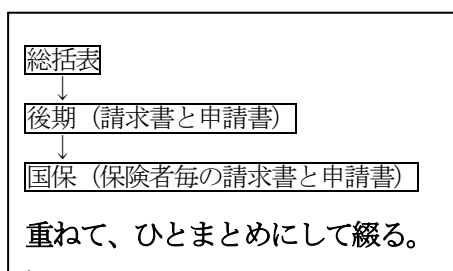 総括表
↓
後期（請求書と申請書）
↓
国保（保険者毎の請求書と申請書）
重ねて、ひとまとめにして綴る。